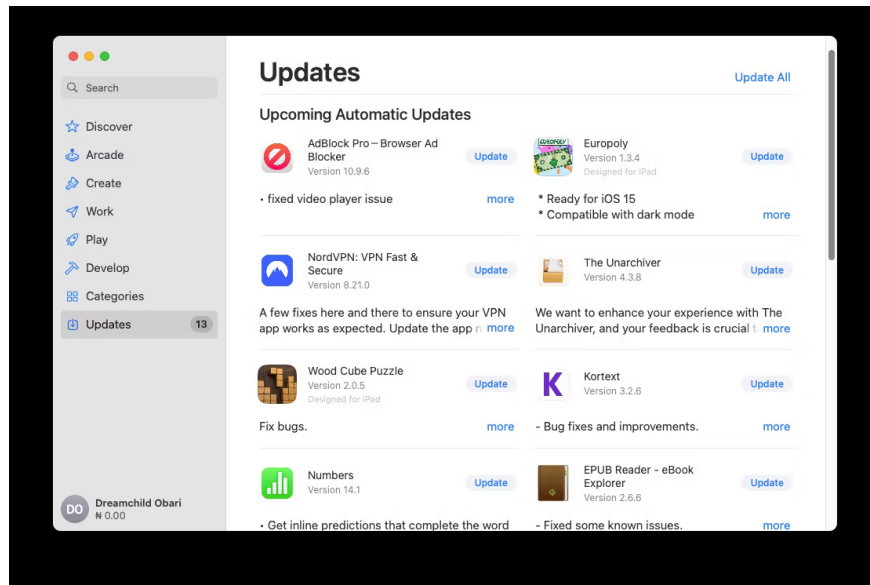 Search
Discover
Arcade
Create
Work
Play
Develop
Categories
Updates 13
DO
Dreamchild Obari
₦ 0.00
Updates
Update All
Upcoming Automatic Updates
AdBlock Pro – Browser Ad
Blocker
Version 10.9.6
Update
• fixed video player issue more
EUROPOLY
Europoly
Version 1.3.4
Designed for iPad
Update
* Ready for iOS 15
* Compatible with dark mode more
NordVPN: VPN Fast &
Secure
Version 8.21.0
Update
A few fixes here and there to ensure your VPN
app works as expected. Update the app more
The Unarchiver
Version 4.3.8
Update
We want to enhance your experience with The
Unarchiver, and your feedback is crucial more
Wood Cube Puzzle
Version 2.0.5
Designed for iPad
Update
Fix bugs. more
K
Kortext
Version 3.2.6
Update
- Bug fixes and improvements. more
Numbers
Version 14.1
Update
• Get inline predictions that complete the word
EPUB Reader - eBook
Explorer
Version 2.6.6
Update
- Fixed some known issues. more